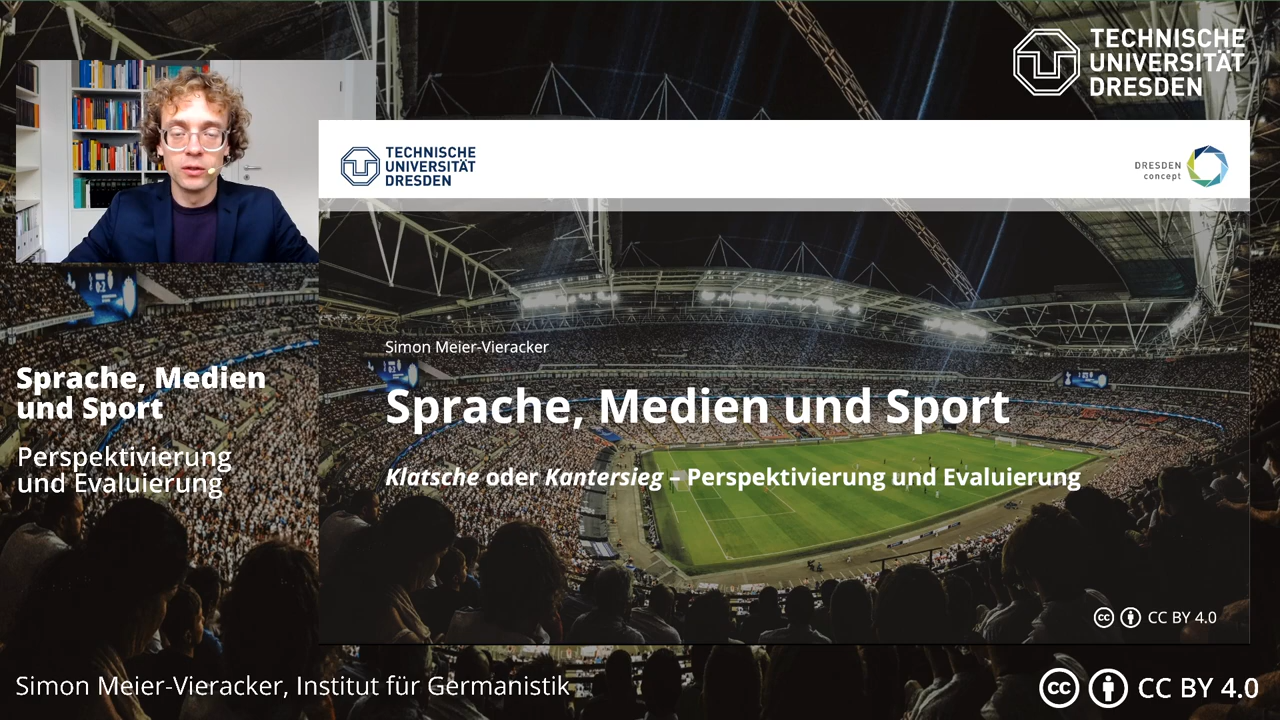 TECHNISCHE
UNIVERSITÄT
DRESDEN
TECHNISCHE
UNIVERSITÄT
DRESDEN
DRESDEN
concept
Simon Meier-Vieracker
Sprache, Medien und Sport
Klatsche oder Kantersieg – Perspektivierung und Evaluierung
CC BY 4.0
Sprache, Medien
und Sport
Perspektivierung
und Evaluierung
Simon Meier-Vieracker, Institut für Germanistik
CC BY 4.0